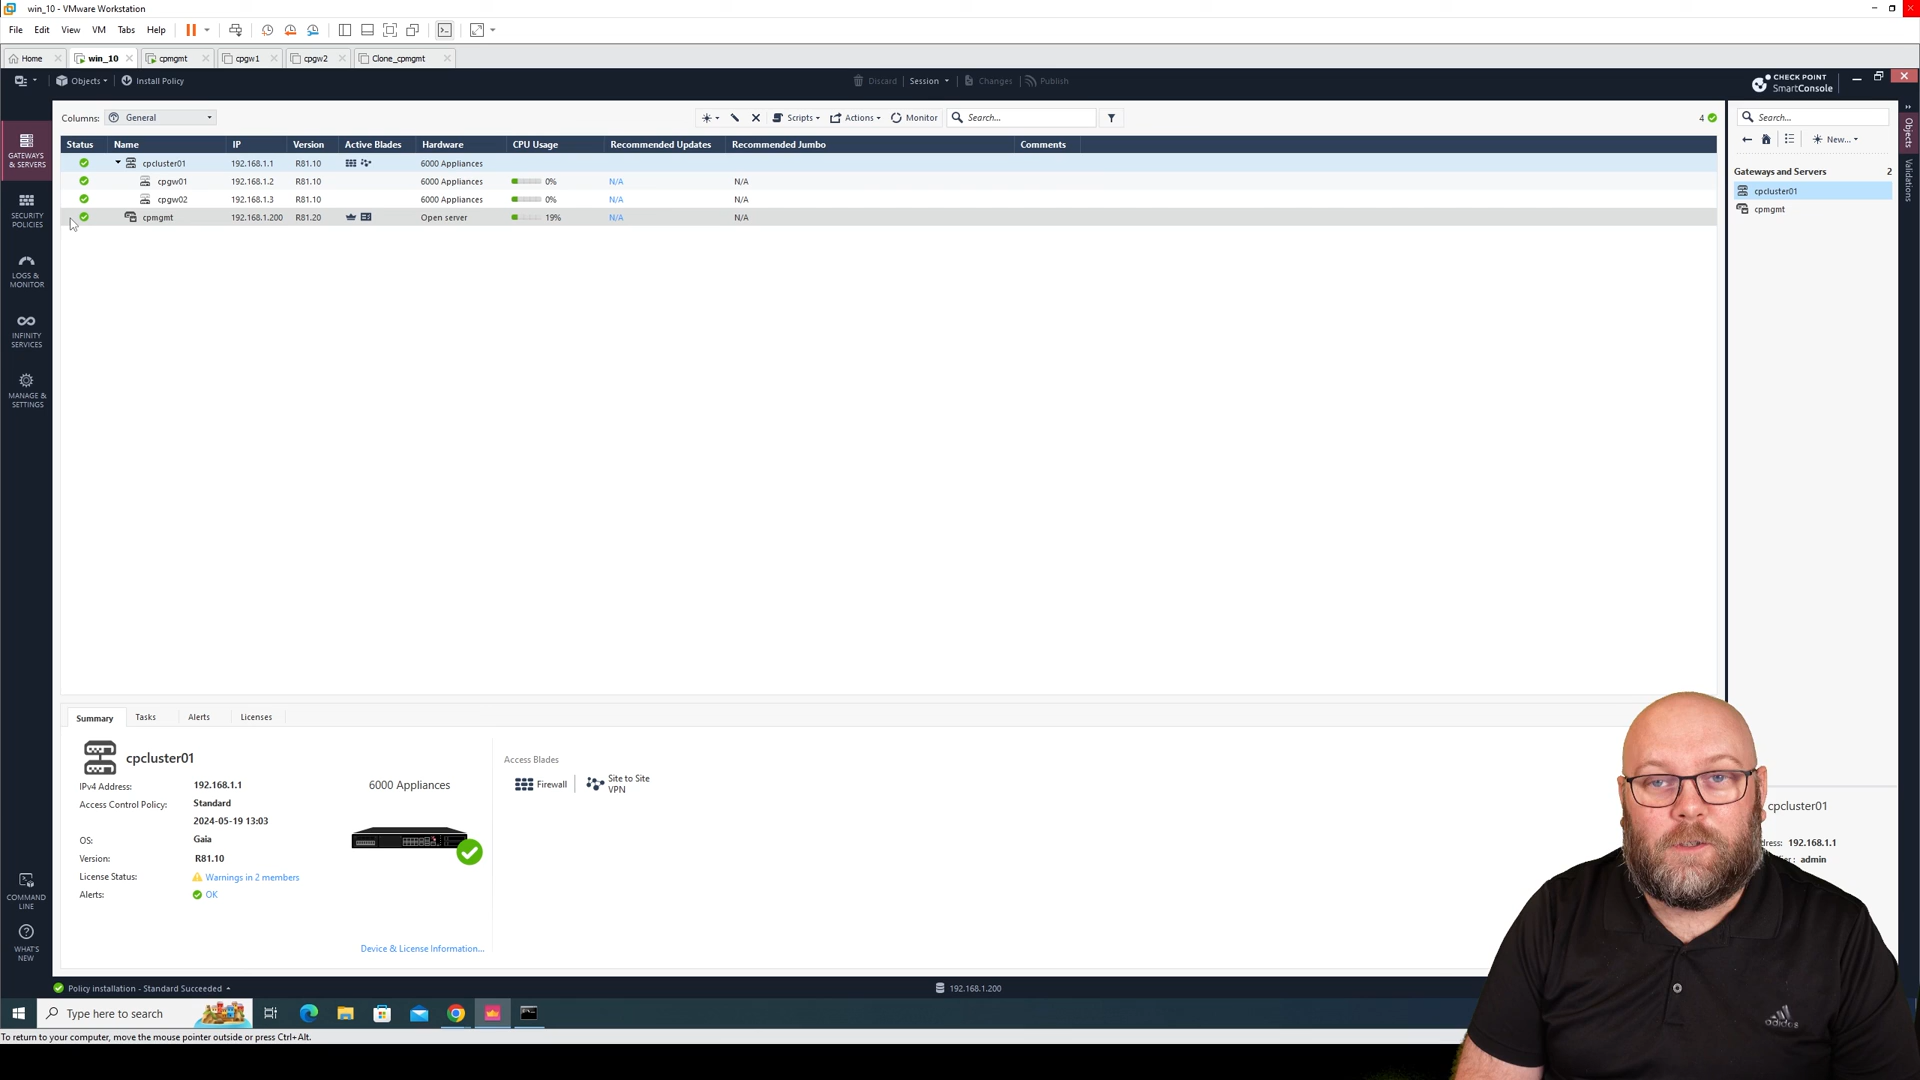 win_10 - VMware Workstation
File Edit View VM Tabs Help
Home win_10 cpmgmt cpgw1 cpgw2 Clone_cpmgmt
Objects Install Policy Discard Session Changes Publish
CHECK POINT
SmartConsole
Columns: General Scripts Actions Monitor Search... 4
Status Name IP Version Active Blades Hardware CPU Usage Recommended Updates Recommended Jumbo Comments
cpcluster01 192.168.1.1 R81.10 6000 Appliances
cpgw01 192.168.1.2 R81.10 6000 Appliances 0% N/A N/A
cpgw02 192.168.1.3 R81.10 6000 Appliances 0% N/A N/A
cpmgmt 192.168.1.200 R81.20 Open server 19% N/A N/A
GATEWAYS
& SERVERS
SECURITY
POLICIES
LOGS &
MONITOR
INFINITY
SERVICES
MANAGE &
SETTINGS
COMMAND
LINE
WHAT'S
NEW
Search...
New...
Gateways and Servers 2
cpcluster01
cpmgmt
Objects
Validations
Summary Tasks Alerts Licenses
cpcluster01
IPv4 Address: 192.168.1.1
Access Control Policy: Standard
2024-05-19 13:03
OS: Gaia
Version: R81.10
License Status: Warnings in 2 members
Alerts: OK
6000 Appliances
Device & License Information...
Access Blades
Firewall
Site to Site
VPN
cpcluster01
192.168.1.1
admin
Policy installation - Standard Succeeded
192.168.1.200
Type here to search
To return to your computer, move the mouse pointer outside or press Ctrl+Alt.
adidas